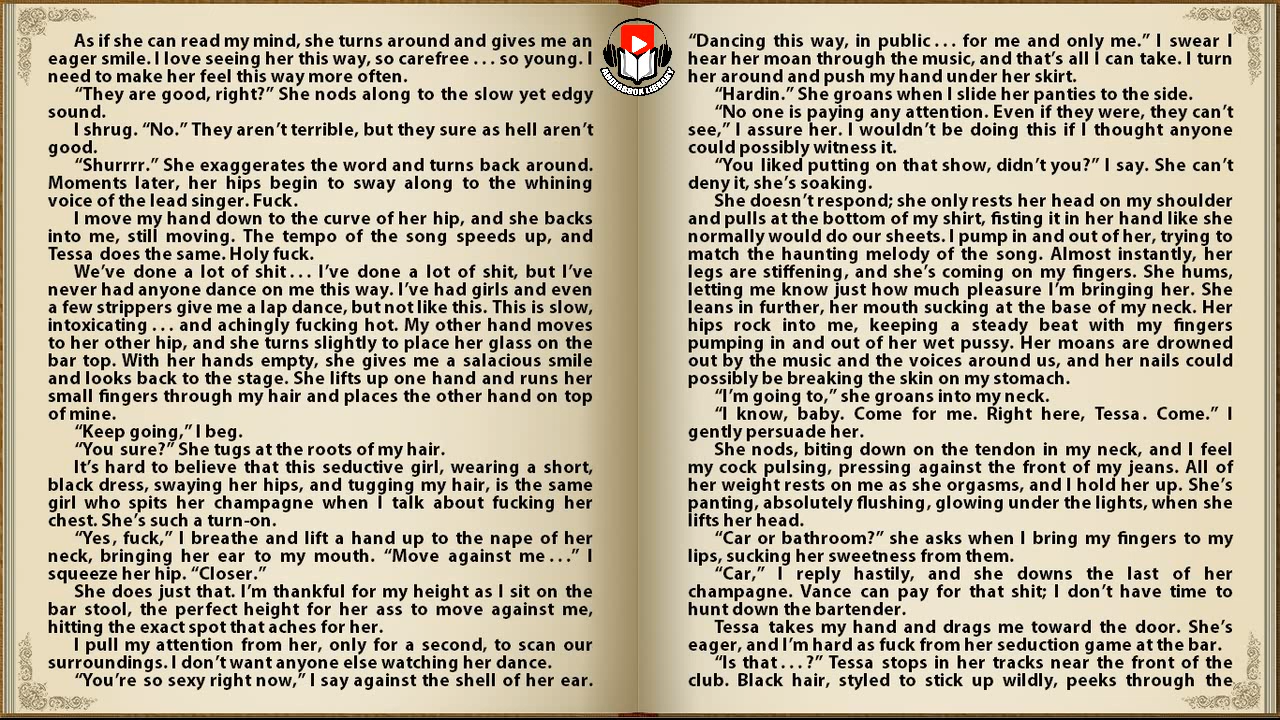 As if she can read my mind, she turns around and gives me an
eager smile. I love seeing her this way, so carefree . . . so young. I
need to make her feel this way more often.
“They are good, right?” She nods along to the slow yet edgy
sound.
I shrug. “No.” They aren’t terrible, but they sure as hell aren’t
good.
“Shurrrr.” She exaggerates the word and turns back around.
Moments later, her hips begin to sway along to the whining
voice of the lead singer. Fuck.
I move my hand down to the curve of her hip, and she backs
into me, still moving. The tempo of the song speeds up, and
Tessa does the same. Holy fuck.
We’ve done a lot of shit . . . I’ve done a lot of shit, but I’ve
never had anyone dance on me this way. I’ve had girls and even
a few strippers give me a lap dance, but not like this. This is slow,
intoxicating . . . and achingly fucking hot. My other hand moves
to her other hip, and she turns slightly to place her glass on the
bar top. With her hands empty, she gives me a salacious smile
and looks back to the stage. She lifts up one hand and runs her
small fingers through my hair and places the other hand on top
of mine.
“Keep going,” I beg.
“You sure?” She tugs at the roots of my hair.
It’s hard to believe that this seductive girl, wearing a short,
black dress, swaying her hips, and tugging my hair, is the same
girl who spits her champagne when I talk about fucking her
chest. She’s such a turn-on.
“Yes, fuck,” I breathe and lift a hand up to the nape of her
neck, bringing her ear to my mouth. “Move against me . . .” I
squeeze her hip. “Closer.”
She does just that. I’m thankful for my height as I sit on the
bar stool, the perfect height for her ass to move against me,
hitting the exact spot that aches for her.
I pull my attention from her, only for a second, to scan our
surroundings. I don’t want anyone else watching her dance.
“You’re so sexy right now,” I say against the shell of her ear.
AUDIOBOOK LIBRARY
“Dancing this way, in public . . . for me and only me.” I swear I
hear her moan through the music, and that’s all I can take. I turn
her around and push my hand under her skirt.
“Hardin.” She groans when I slide her panties to the side.
“No one is paying any attention. Even if they were, they can’t
see,” I assure her. I wouldn’t be doing this if I thought anyone
could possibly witness it.
“You liked putting on that show, didn’t you?” I say. She can’t
deny it, she’s soaking.
She doesn’t respond; she only rests her head on my shoulder
and pulls at the bottom of my shirt, fisting it in her hand like she
normally would do our sheets. I pump in and out of her, trying to
match the haunting melody of the song. Almost instantly, her
legs are stiffening, and she’s coming on my fingers. She hums,
letting me know just how much pleasure I’m bringing her. She
leans in further, her mouth sucking at the base of my neck. Her
hips rock into me, keeping a steady beat with my fingers
pumping in and out of her wet pussy. Her moans are drowned
out by the music and the voices around us, and her nails could
possibly be breaking the skin on my stomach.
“I’m going to,” she groans into my neck.
“I know, baby. Come for me. Right here, Tessa. Come.” I
gently persuade her.
She nods, biting down on the tendon in my neck, and I feel
my cock pulsing, pressing against the front of my jeans. All of
her weight rests on me as she orgasms, and I hold her up. She’s
panting, absolutely flushing, glowing under the lights, when she
lifts her head.
“Car or bathroom?” she asks when I bring my fingers to my
lips, sucking her sweetness from them.
“Car,” I reply hastily, and she downs the last of her
champagne. Vance can pay for that shit; I don’t have time to
hunt down the bartender.
Tessa takes my hand and drags me toward the door. She’s
eager, and I’m hard as fuck from her seduction game at the bar.
“Is that . . . ?” Tessa stops in her tracks near the front of the
club. Black hair, styled to stick up wildly, peeks through the